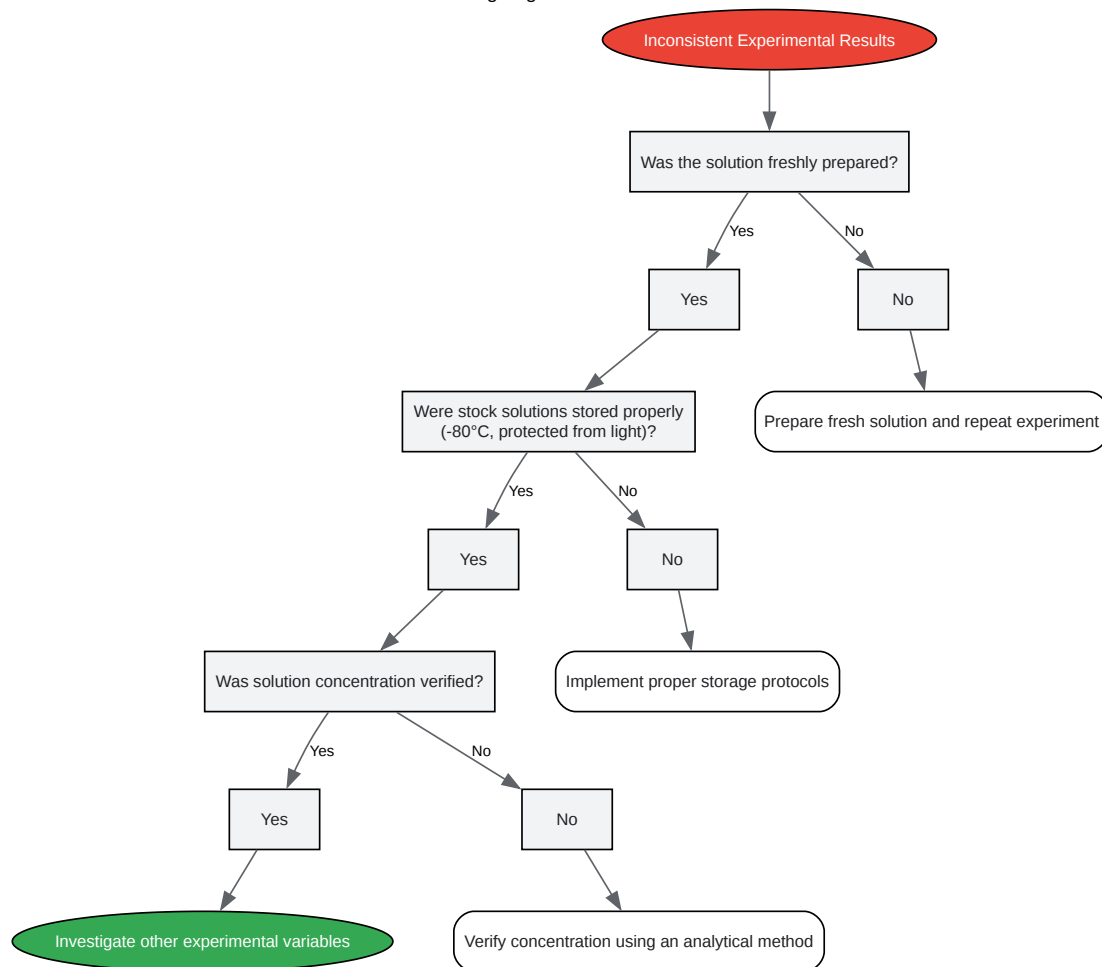 Inconsistent Experimental Results
Was the solution freshly prepared?
Yes
No
Yes
No
Were stock solutions stored properly
(-80°C, protected from light)?
Prepare fresh solution and repeat experiment
Yes
No
Yes
No
Was solution concentration verified?
Implement proper storage protocols
Yes
No
Yes
No
Investigate other experimental variables
Verify concentration using an analytical method